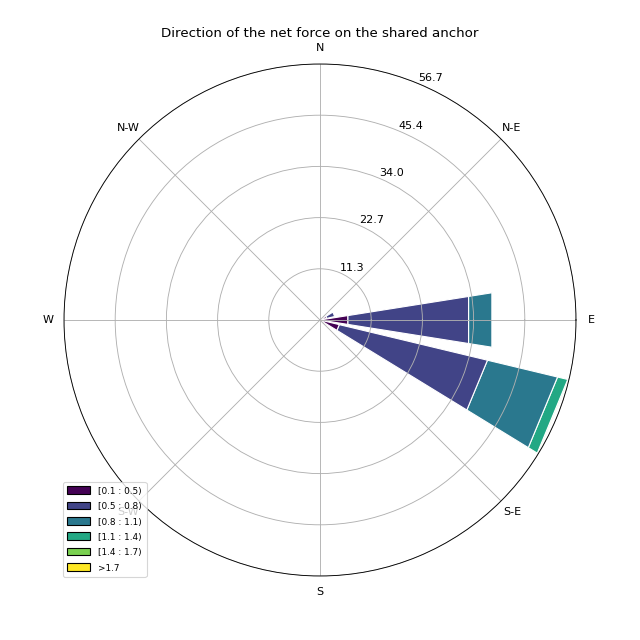 Direction of the net force on the shared anchor
N
56.7
N-W
45.4
N-E
34.0
22.7
11.3
W
E
S-W
S-E
[0.1 : 0.5)
[0.5 : 0.8)
[0.8 : 1.1)
[1.1 : 1.4)
[1.4 : 1.7)
>1.7
S